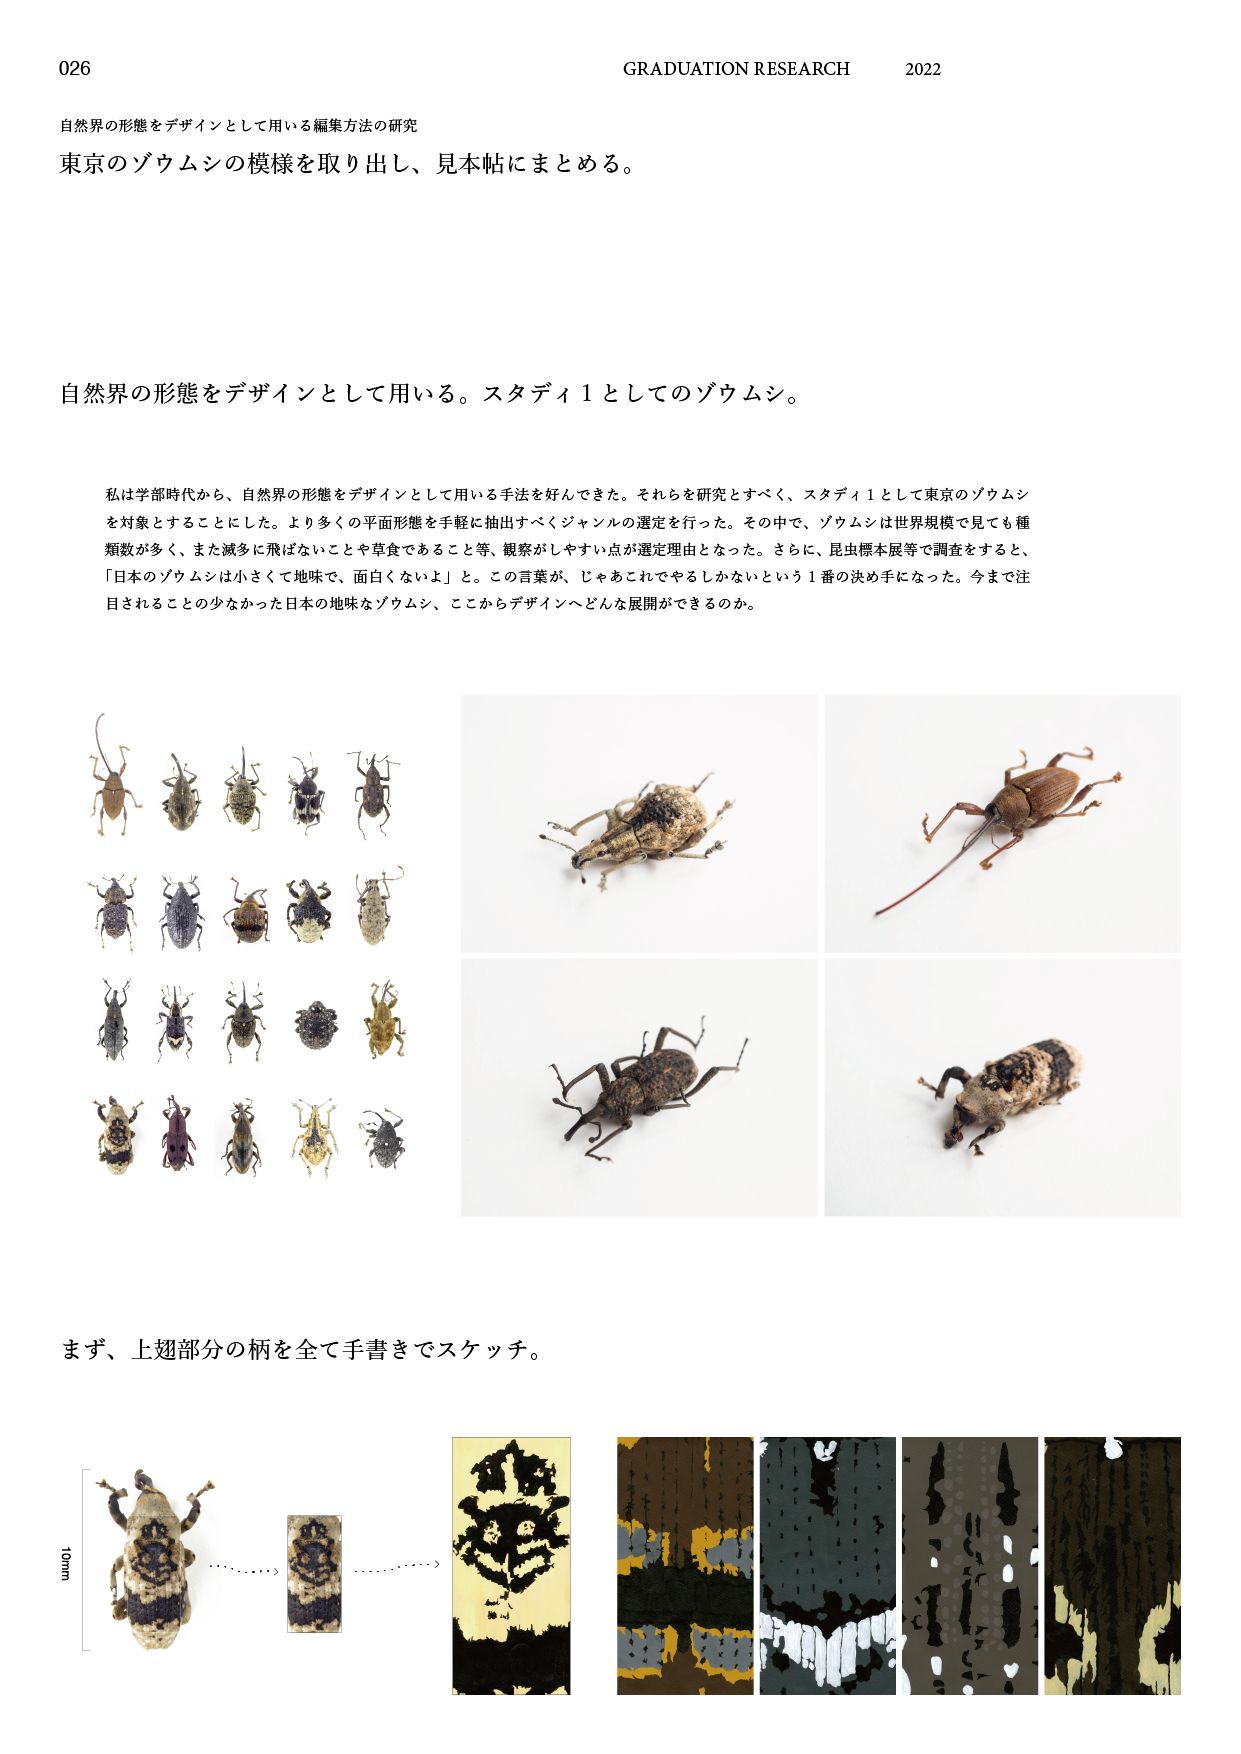 026
GRADUATION RESEARCH 2022
自然界の形態をデザインとして用いる編集方法の研究
東京のゾウムシの模様を取り出し、見本帖にまとめる。
自然界の形態をデザインとして用いる。スタディ１としてのゾウムシ。
私は学部時代から、自然界の形態をデザインとして用いる手法を好んできた。それらを研究とすべく、スタディ１として東京のゾウムシ
を対象とすることにした。より多くの平面形態を手軽に抽出すべくジャンルの選定を行った。その中で、ゾウムシは世界規模で見ても種
類数が多く、また滅多に飛ばないことや草食であること等、観察がしやすい点が選定理由となった。さらに、昆虫標本展等で調査をすると、
「日本のゾウムシは小さくて地味で、面白くないよ」と。この言葉が、じゃあこれでやるしかないという１番の決め手になった。今まで注
目されることの少なかった日本の地味なゾウムシ、ここからデザインへどんな展開ができるのか。
まず、上翅部分の柄を全て手書きでスケッチ。
10mm